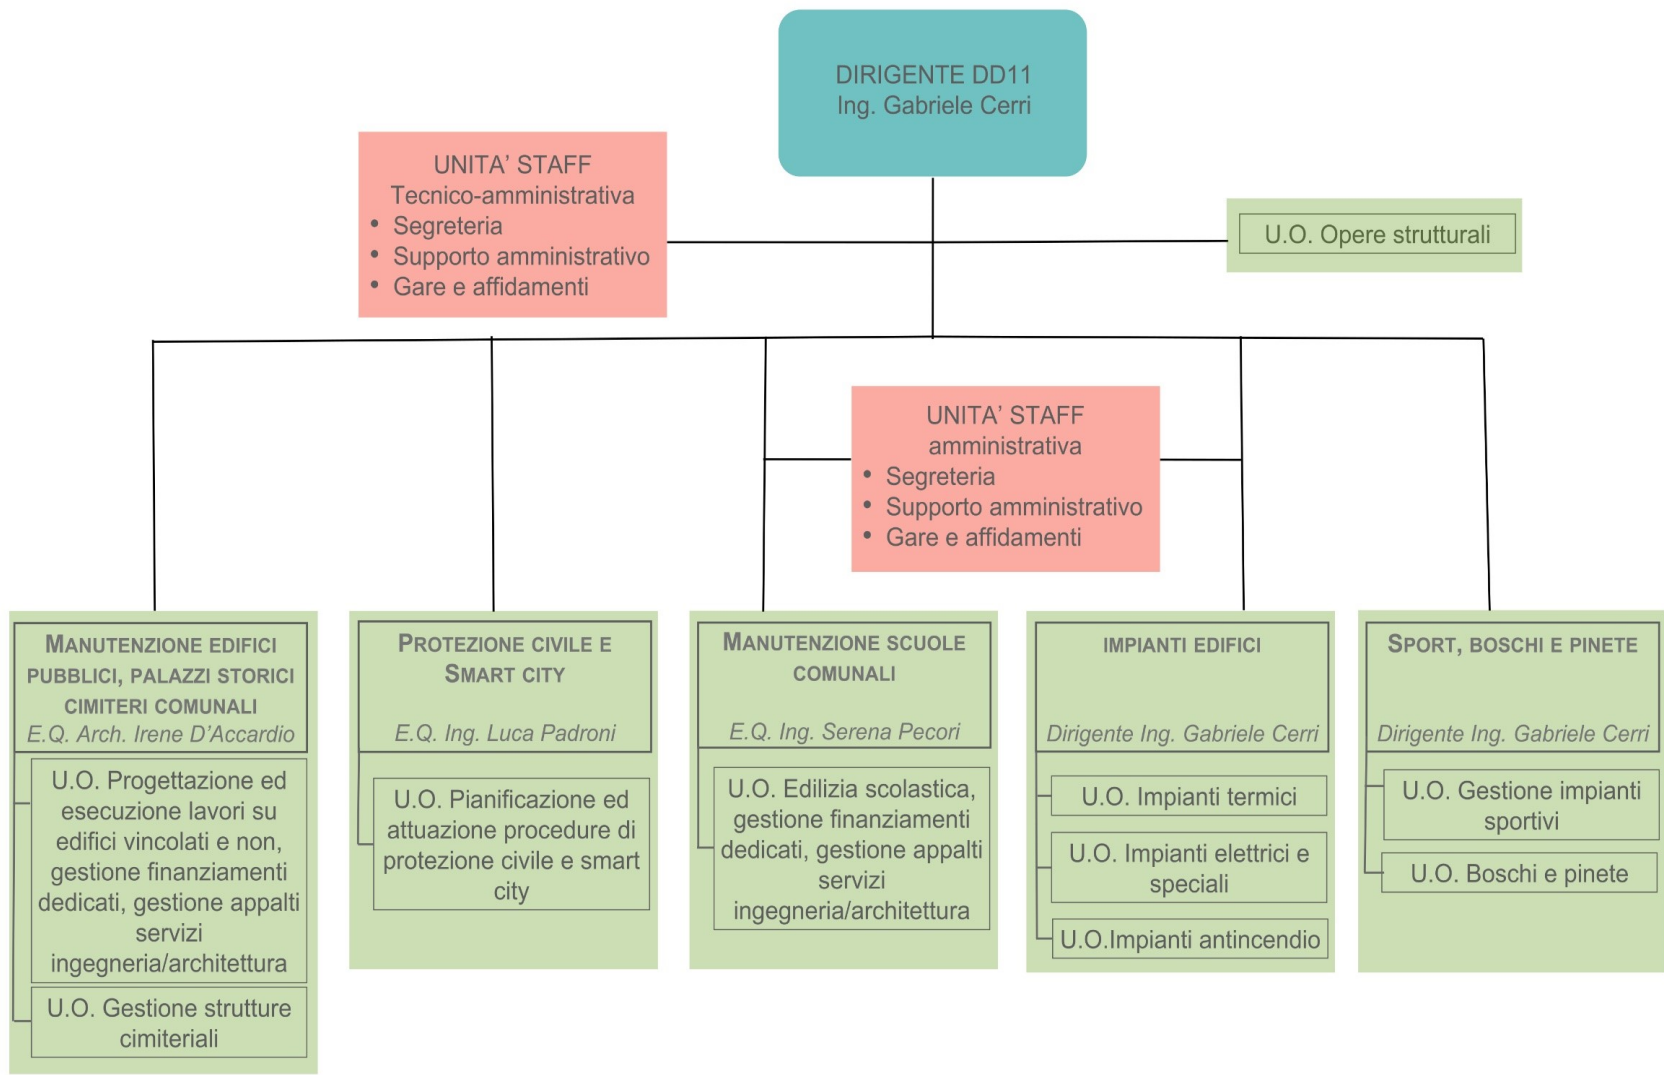 DIRIGENTE DD11
Ing. Gabriele Cerri
UNITA' STAFF
Tecnico-amministrativa
• Segreteria
• Supporto amministrativo
• Gare e affidamenti
U.O. Opere strutturali
UNITA' STAFF
amministrativa
• Segreteria
• Supporto amministrativo
• Gare e affidamenti
MANUTENZIONE EDIFICI
PUBBLICI, PALAZZI STORICI
CIMITERI COMUNALI
E.Q. Arch. Irene D'Accardio
U.O. Progettazione ed
esecuzione lavori su
edifici vincolati e non,
gestione finanziamenti
dedicati, gestione appalti
servizi
ingegneria/architettura
U.O. Gestione strutture
cimiteriali
PROTEZIONE CIVILE E
SMART CITY
E.Q. Ing. Luca Padroni
U.O. Pianificazione ed
attuazione procedure di
protezione civile e smart
city
MANUTENZIONE SCUOLE
COMUNALI
E.Q. Ing. Serena Pecori
U.O. Edilizia scolastica,
gestione finanziamenti
dedicati, gestione appalti
servizi
ingegneria/architettura
IMPIANTI EDIFICI
Dirigente Ing. Gabriele Cerri
U.O. Impianti termici
U.O. Impianti elettrici e
speciali
U.O.Impianti antincendio
SPORT, BOSCHI E PINETE
Dirigente Ing. Gabriele Cerri
U.O. Gestione impianti
sportivi
U.O. Boschi e pinete